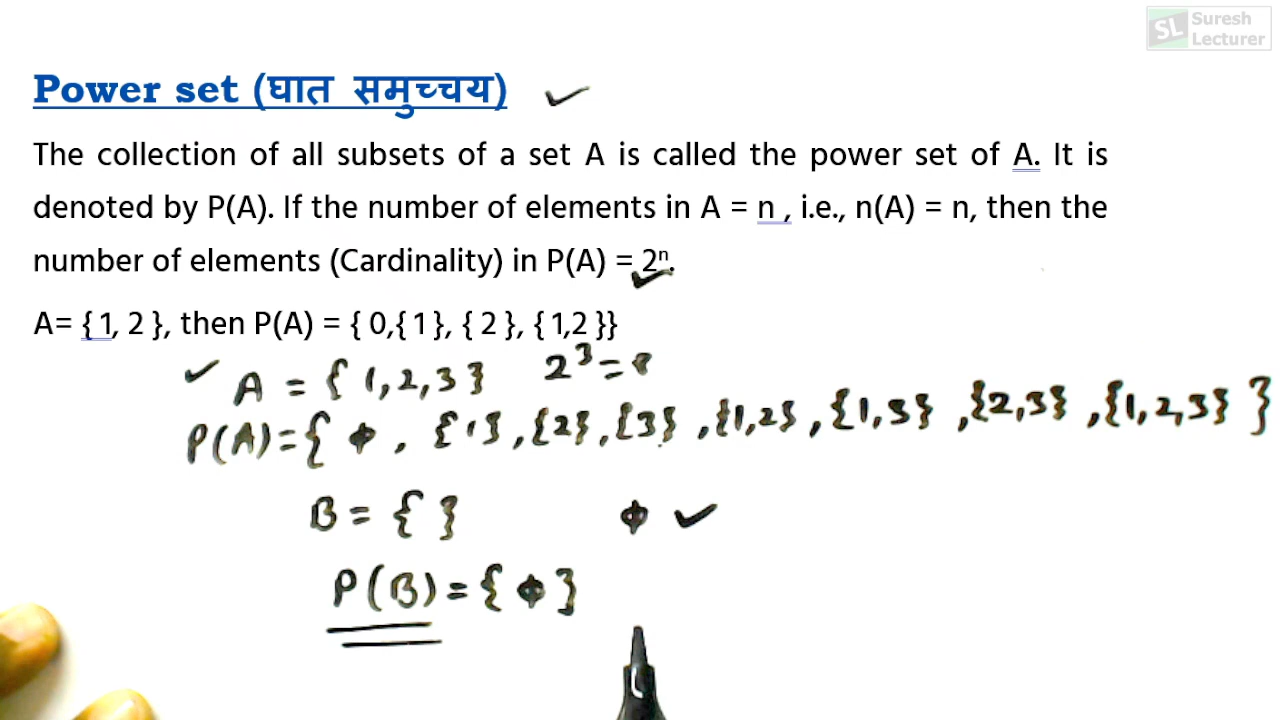 SL Suresh Lecturer
Power set (घात समुच्चय)
The collection of all subsets of a set A is called the power set of A. It is
denoted by P(A). If the number of elements in A = n , i.e., n(A) = n, then the
number of elements (Cardinality) in P(A) = 2ⁿ.
A= { 1, 2 }, then P(A) = { 0,{ 1 }, { 2 }, { 1,2 }}
A = { 1, 2, 3 } 2³ = 8
P(A) = { ϕ , { 1 } , {2} , {3} , {1,2} , {1,3} , {2,3} , {1,2,3} }
B = { } ϕ
P(B) = { ϕ }